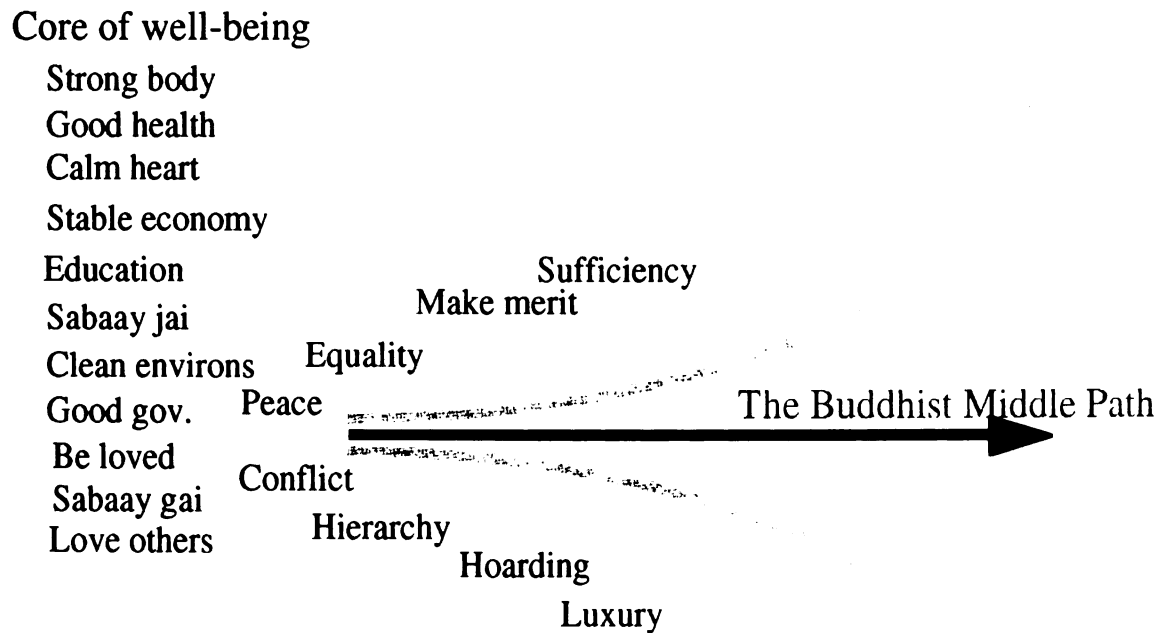 Core of well-being
Strong body
Good health
Calm heart
Stable economy
Education
Sufficiency
Sabaay jai
Make merit
Clean environs
Equality
Good gov.
Peace
The Buddhist Middle Path
Be loved
Conflict
Sabaay gai
Hierarchy
Love others
Hoarding
Luxury